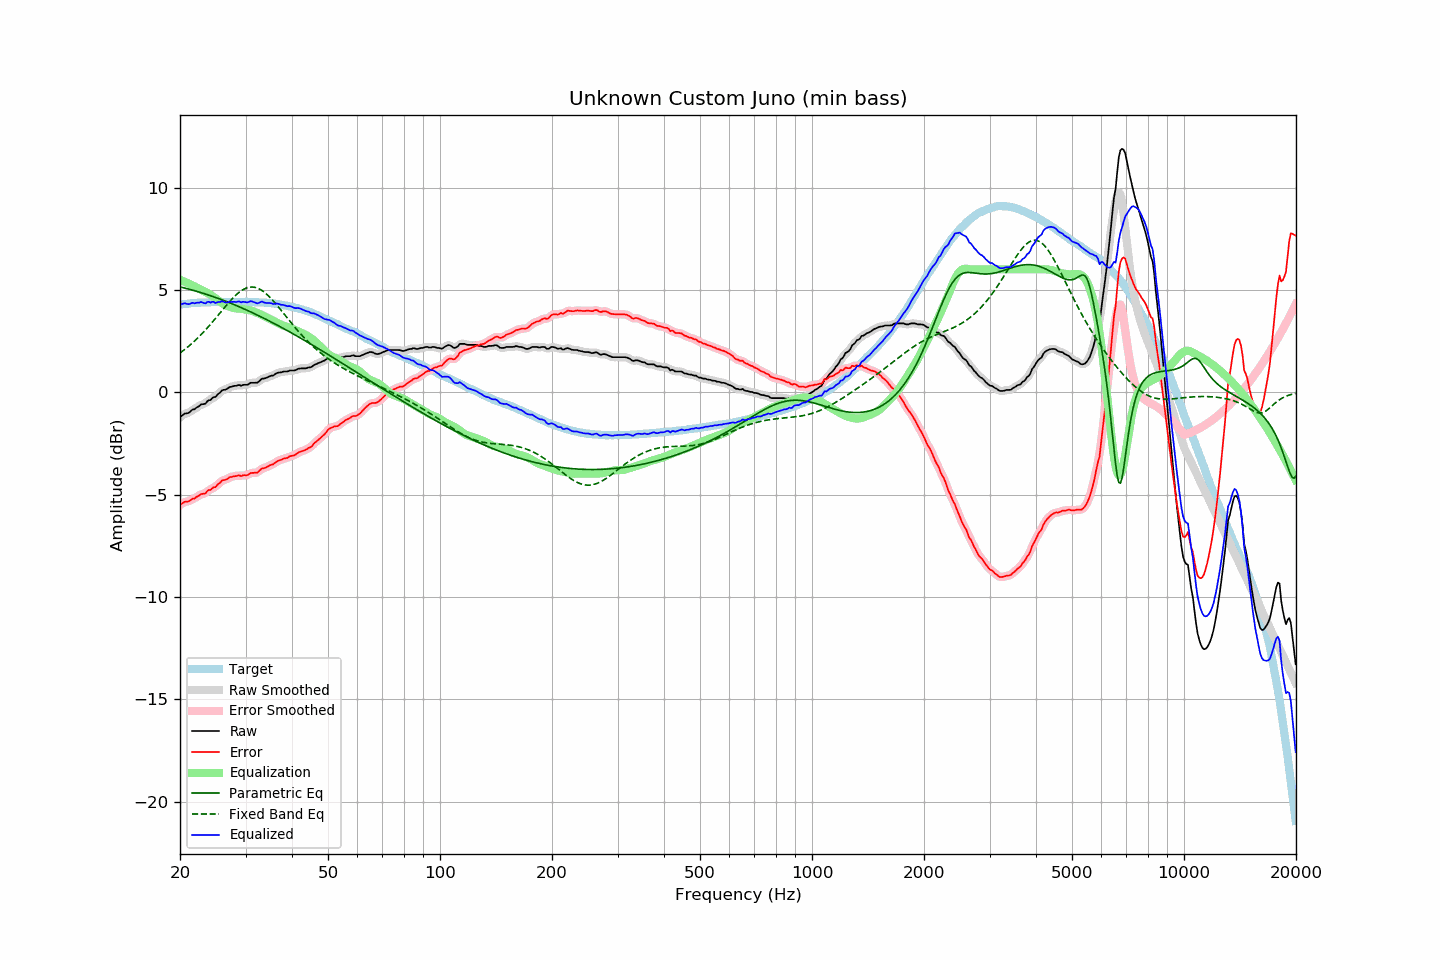 Unknown Custom Juno (min bass)
Amplitude (dBr)
10
5
0
−5
−10
−15
−20
Target
Raw Smoothed
Error Smoothed
Raw
Error
Equalization
Parametric Eq
Fixed Band Eq
Equalized
20 50 100 200 500 1000 2000 5000 10000 20000
Frequency (Hz)